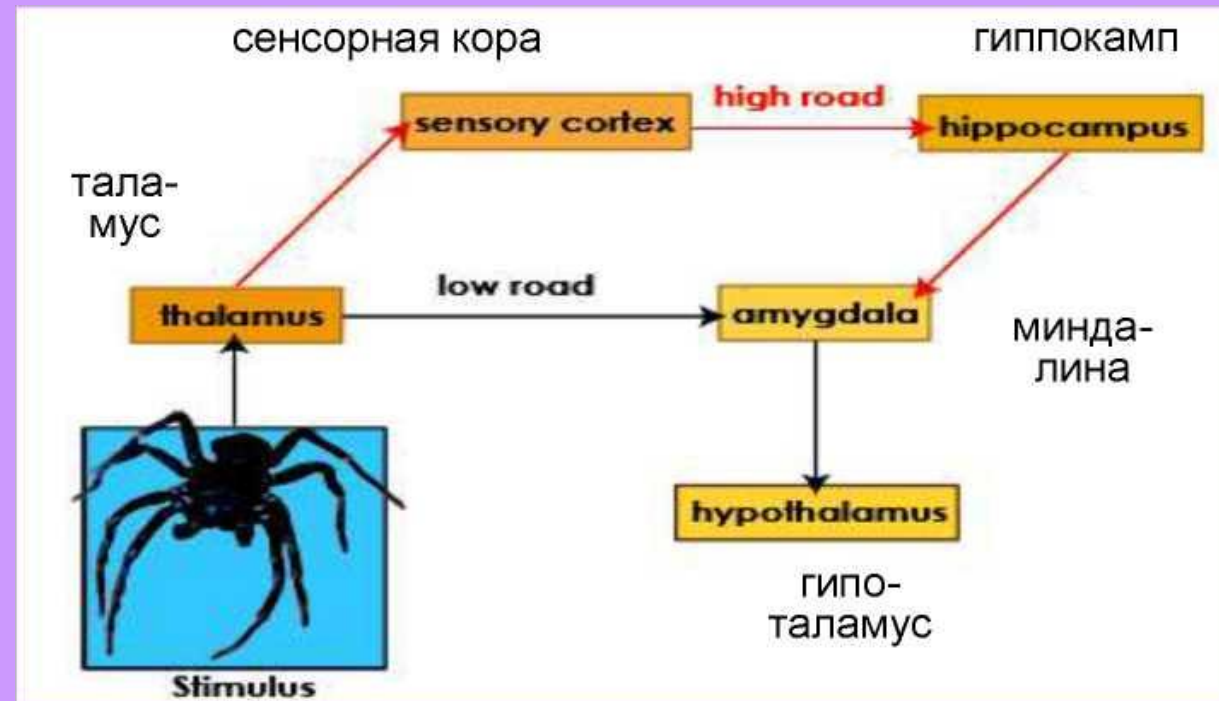 сенсорная кора
гиппокамп
high road
sensory cortex
hippocampus
тала-
мус
low road
thalamus
amygdala
минда-
лина
hypothalamus
гипо-
таламус
Stimulus